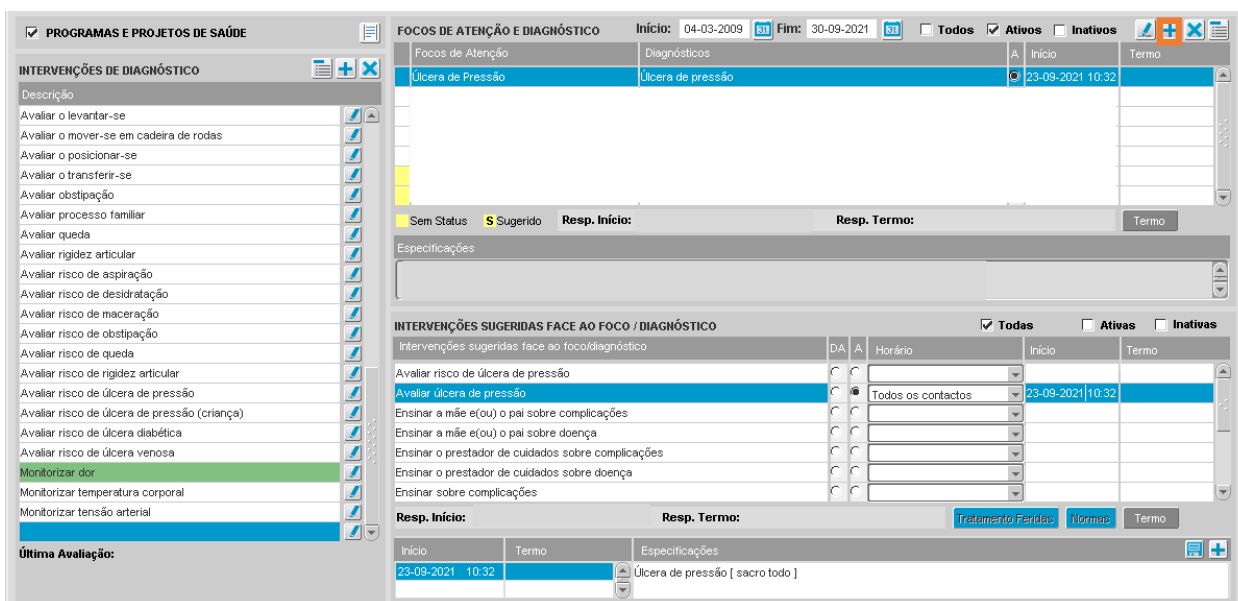 PROGRAMAS E PROJETOS DE SAÚDE
INTERVENÇÕES DE DIAGNÓSTICO
Descrição
Avaliar o levantar-se
Avaliar o mover-se em cadeira de rodas
Avaliar o posicionar-se
Avaliar o transferir-se
Avaliar obstipação
Avaliar processo familiar
Avaliar queda
Avaliar rigidez articular
Avaliar risco de aspiração
Avaliar risco de desidratação
Avaliar risco de maceração
Avaliar risco de obstipação
Avaliar risco de queda
Avaliar risco de rigidez articular
Avaliar risco de úlcera de pressão
Avaliar risco de úlcera de pressão (criança)
Avaliar risco de úlcera diabética
Avaliar risco de úlcera venosa
Monitorizar dor
Monitorizar temperatura corporal
Monitorizar tensão arterial
Última Avaliação:
FOCOS DE ATENÇÃO E DIAGNÓSTICO Início: 04-03-2009 31 Fim: 30-09-2021 31 Todos Ativos Inativos
Focos de Atenção Diagnósticos A Início Termo
Úlcera de Pressão Úlcera de pressão 23-09-2021 10:32
Sem Status S Sugerido Resp. Início: Resp. Termo: Termo
Especificações
INTERVENÇÕES SUGERIDAS FACE AO FOCO / DIAGNÓSTICO Todas Ativas Inativas
Intervenções sugeridas face ao foco/diagnóstico DA A Horário Início Termo
Avaliar risco de úlcera de pressão
Avaliar úlcera de pressão Todos os contactos 23-09-2021 10:32
Ensinar a mãe e(ou) o pai sobre complicações
Ensinar a mãe e(ou) o pai sobre doença
Ensinar o prestador de cuidados sobre complicações
Ensinar o prestador de cuidados sobre doença
Ensinar sobre complicações
Resp. Início: Resp. Termo: Tratamento Feridas Normas Termo
Início Termo Especificações
23-09-2021 10:32 Úlcera de pressão [ sacro todo ]